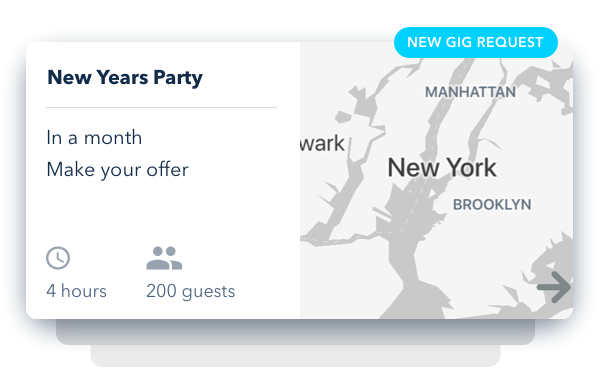 NEW GIG REQUEST
New Years Party
In a month
Make your offer
4 hours
200 guests
MANHATTAN
wark
New York
BROOKLYN